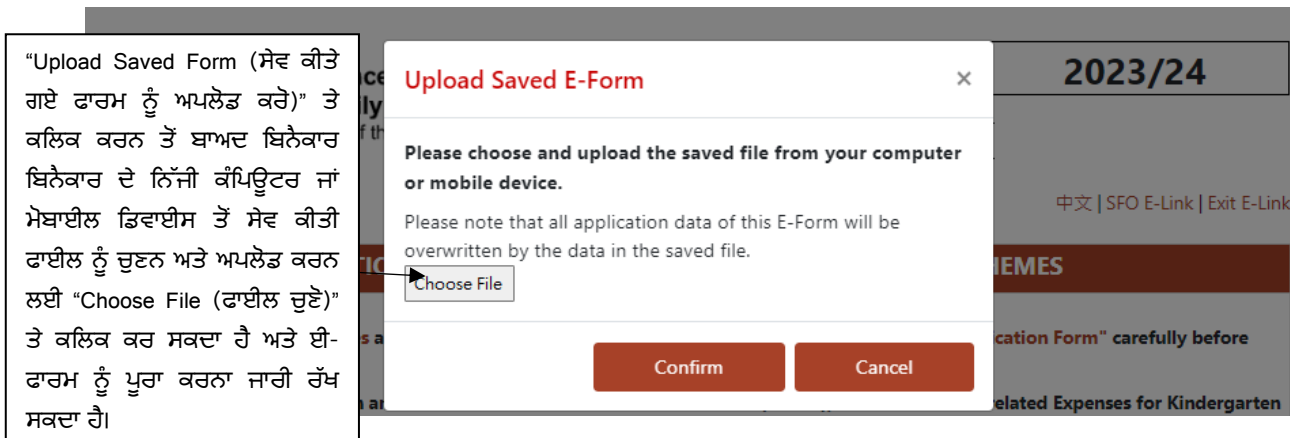 “Upload Saved Form (ਸੇਵ ਕੀਤੇ
ਗਏ ਫਾਰਮ ਨੂੰ ਅਪਲੋਡ ਕਰੋ)” ਤੇ
ਕਲਿਕ ਕਰਨ ਤੋਂ ਬਾਅਦ ਬਿਨੈਕਾਰ
ਬਿਨੈਕਾਰ ਦੇ ਨਿੱਜੀ ਕੰਪਿਊਟਰ ਜਾਂ
ਮੋਬਾਈਲ ਡਿਵਾਈਸ ਤੋਂ ਸੇਵ ਕੀਤੀ
ਫਾਈਲ ਨੂੰ ਚੁਣਨ ਅਤੇ ਅਪਲੋਡ ਕਰਨ
ਲਈ “Choose File (ਫਾਈਲ ਚੁਣੋ)”
ਤੇ ਕਲਿਕ ਕਰ ਸਕਦਾ ਹੈ ਅਤੇ ਈ-
ਫਾਰਮ ਨੂੰ ਪੂਰਾ ਕਰਨਾ ਜਾਰੀ ਰੱਖ
ਸਕਦਾ ਹੈ।
Upload Saved E-Form ×
Please choose and upload the saved file from your computer
or mobile device.
Please note that all application data of this E-Form will be
overwritten by the data in the saved file.
Choose File
Confirm Cancel
2023/24
中文 | SFO E-Link | Exit E-Link
EMES
cation Form" carefully before
elated Expenses for Kindergarten